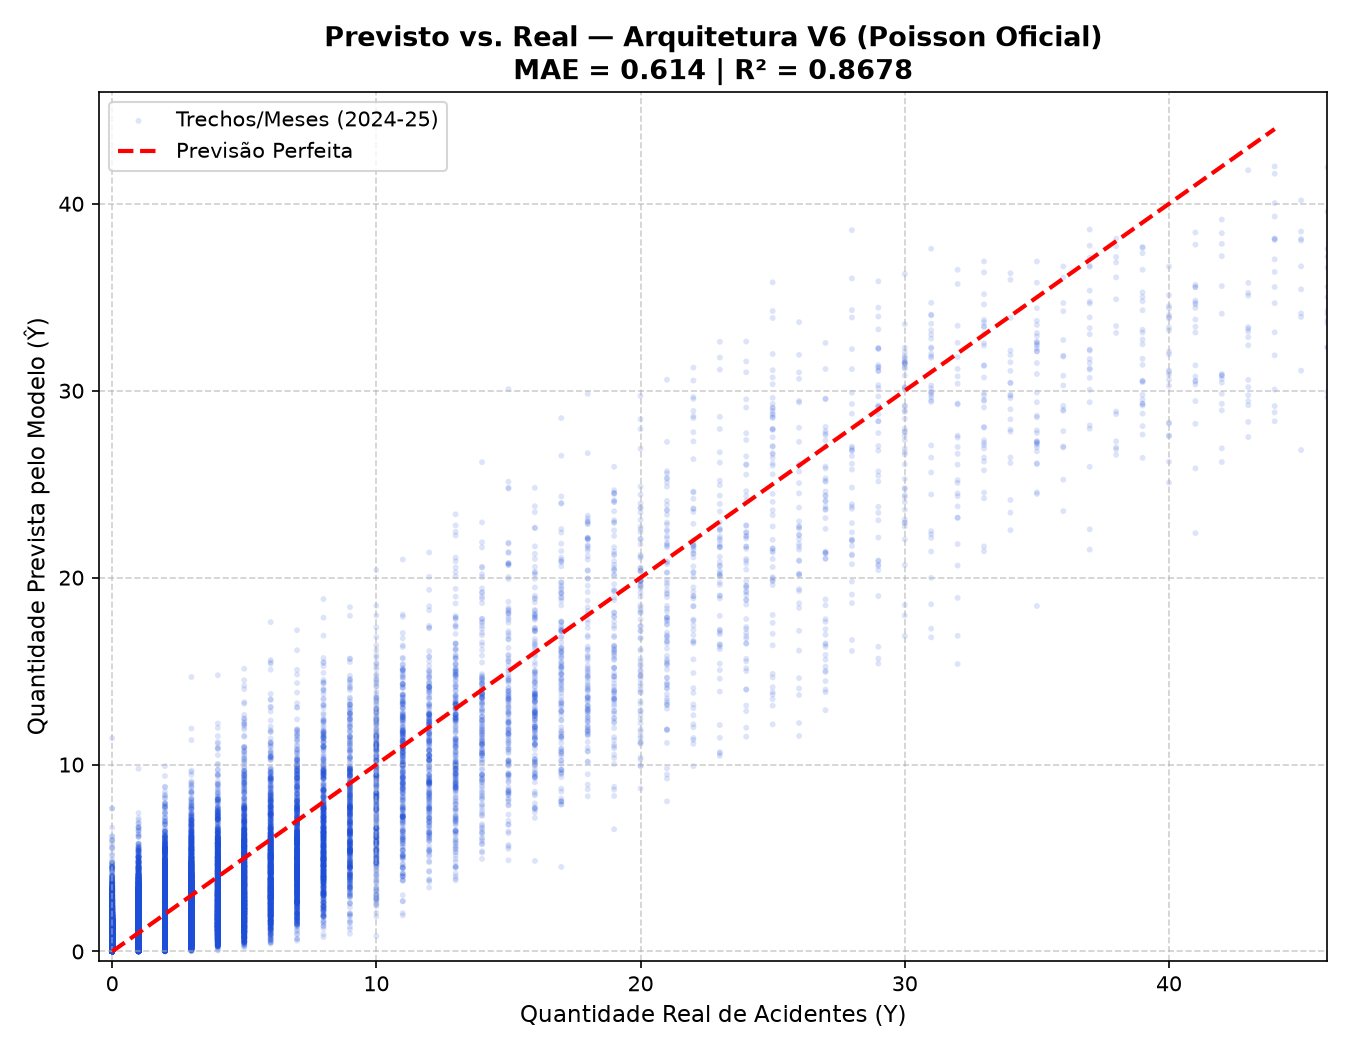 Previsto vs. Real — Arquitetura V6 (Poisson Oficial)
MAE = 0.614 | R² = 0.8678
Trechos/Meses (2024-25)
Previsão Perfeita
Quantidade Prevista pelo Modelo (Ŷ)
40
30
20
10
0
0 10 20 30 40
Quantidade Real de Acidentes (Y)